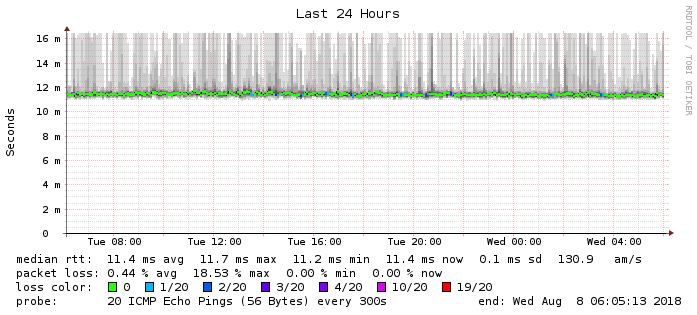 Last 24 Hours
RRDTOOL / TOBI OETIKER
Seconds
16 m
14 m
12 m
10 m
8 m
6 m
4 m
2 m
0
Tue 08:00 Tue 12:00 Tue 16:00 Tue 20:00 Wed 00:00 Wed 04:00
median rtt: 11.4 ms avg 11.7 ms max 11.2 ms min 11.4 ms now 0.1 ms sd 130.9 am/s
packet loss: 0.44 % avg 18.53 % max 0.00 % min 0.00 % now
loss color: 0 1/20 2/20 3/20 4/20 10/20 19/20
probe: 20 ICMP Echo Pings (56 Bytes) every 300s end: Wed Aug 8 06:05:13 2018